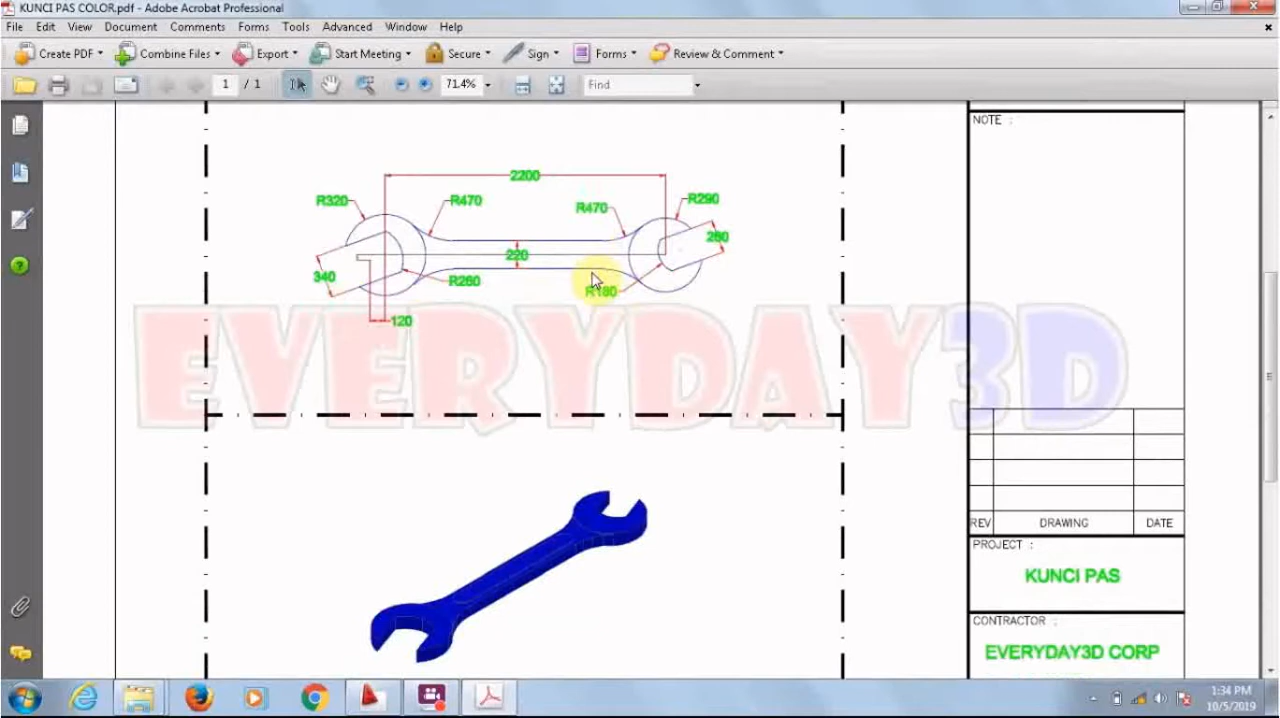 KUNCI PAS COLOR.pdf - Adobe Acrobat Professional
File Edit View Document Comments Forms Tools Advanced Window Help
Create PDF Combine Files Export Start Meeting Secure Sign Forms Review & Comment
1 / 1 71.4% Find
NOTE :
2200
R320 R470 R470 R290
260
220
340 R260 R180
120
EVERYDAY3D
REV DRAWING DATE
PROJECT :
KUNCI PAS
CONTRACTOR :
EVERYDAY3D CORP
1:34 PM
10/5/2019